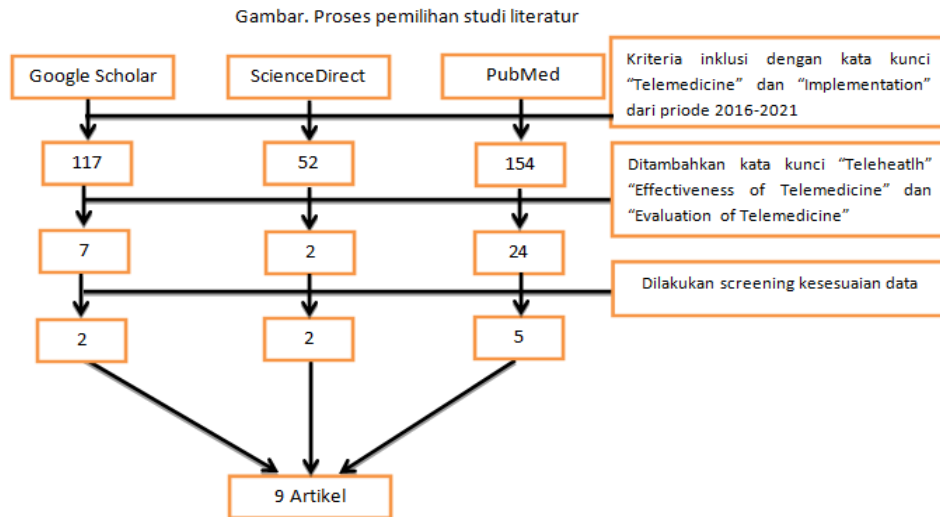 Gambar. Proses pemilihan studi literatur
Google Scholar
ScienceDirect
PubMed
Kriteria inklusi dengan kata kunci
“Telemedicine” dan “Implementation”
dari priode 2016-2021
117
52
154
Ditambahkan kata kunci “Teleheatlh”
“Effectiveness of Telemedicine” dan
“Evaluation of Telemedicine”
7
2
24
Dilakukan screening kesesuaian data
2
2
5
9 Artikel